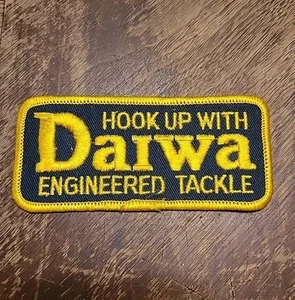 HOOK UP WITH
Daiwa
ENGINEERED TACKLE